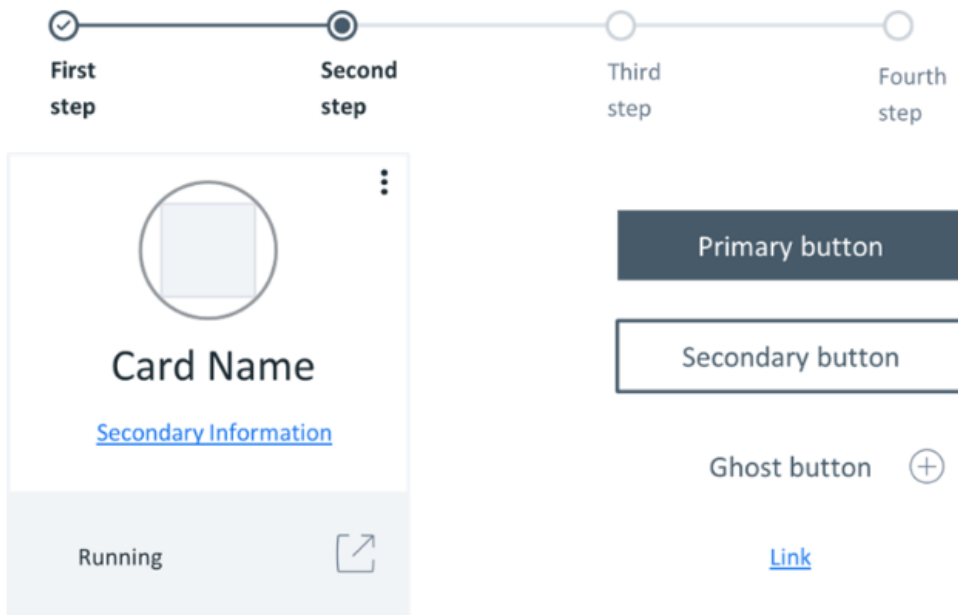 First
step
Second
step
Third
step
Fourth
step
Card Name
Secondary Information
Running
Primary button
Secondary button
Ghost button
Link